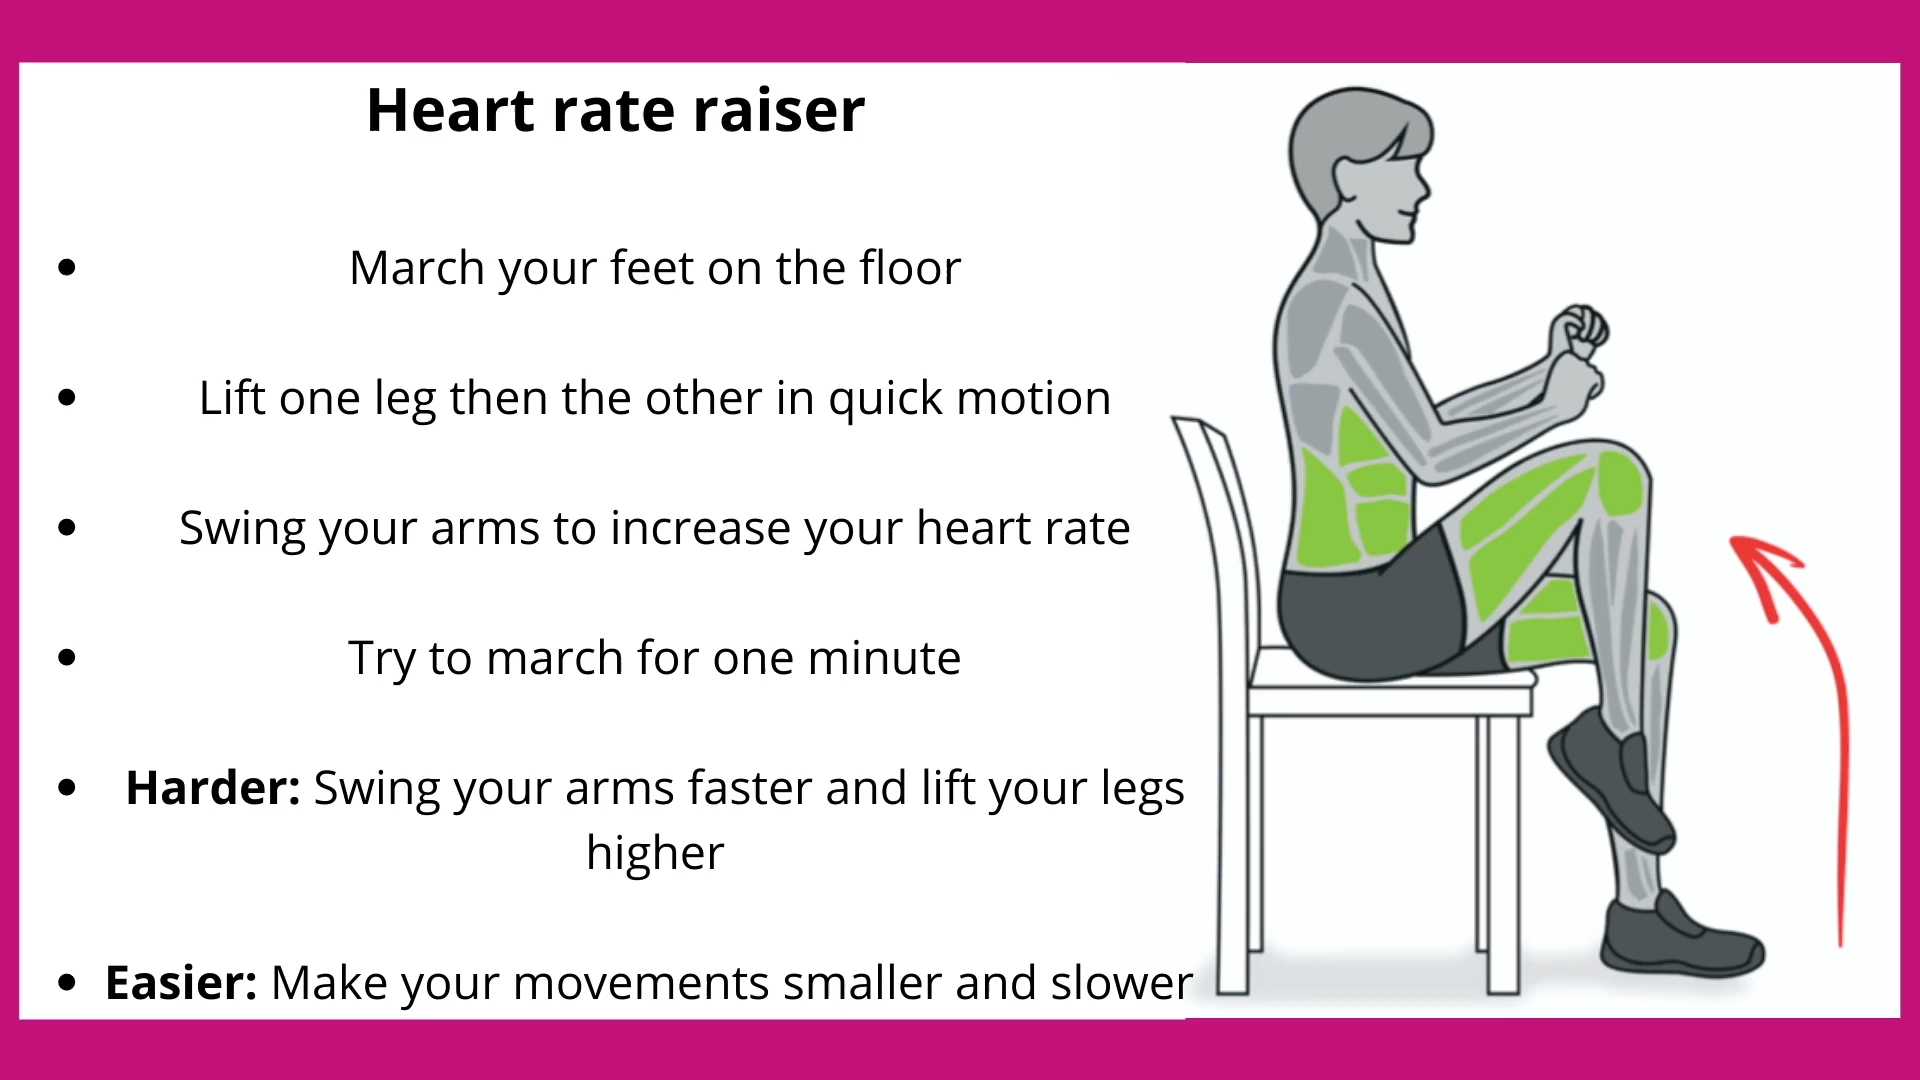 Heart rate raiser
• March your feet on the floor
• Lift one leg then the other in quick motion
• Swing your arms to increase your heart rate
• Try to march for one minute
• Harder: Swing your arms faster and lift your legs
higher
• Easier: Make your movements smaller and slower